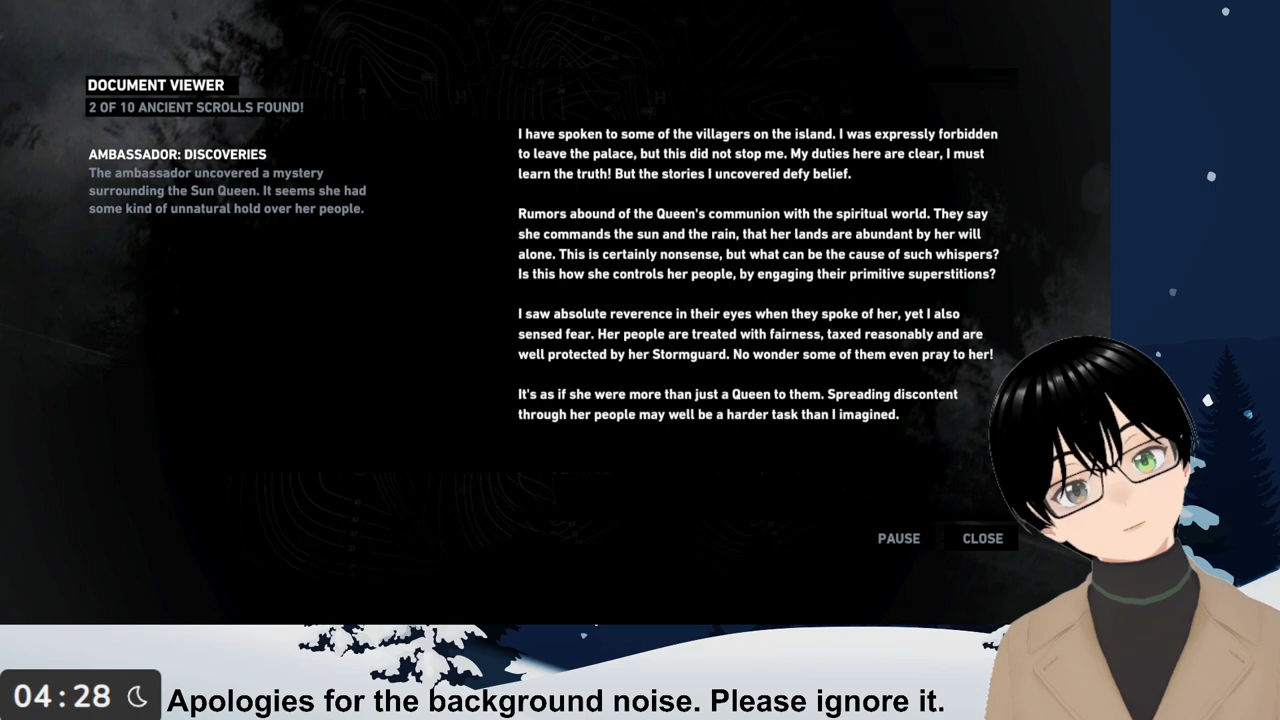 DOCUMENT VIEWER
2 OF 10 ANCIENT SCROLLS FOUND!
AMBASSADOR: DISCOVERIES
The ambassador uncovered a mystery
surrounding the Sun Queen. It seems she had
some kind of unnatural hold over her people.
I have spoken to some of the villagers on the island. I was expressly forbidden
to leave the palace, but this did not stop me. My duties here are clear, I must
learn the truth! But the stories I uncovered defy belief.
Rumors abound of the Queen's communion with the spiritual world. They say
she commands the sun and the rain, that her lands are abundant by her will
alone. This is certainly nonsense, but what can be the cause of such whispers?
Is this how she controls her people, by engaging their primitive superstitions?
I saw absolute reverence in their eyes when they spoke of her, yet I also
sensed fear. Her people are treated with fairness, taxed reasonably and are
well protected by her Stormguard. No wonder some of them even pray to her!
It's as if she were more than just a Queen to them. Spreading discontent
through her people may well be a harder task than I imagined.
PAUSE
CLOSE
04:28
Apologies for the background noise. Please ignore it.